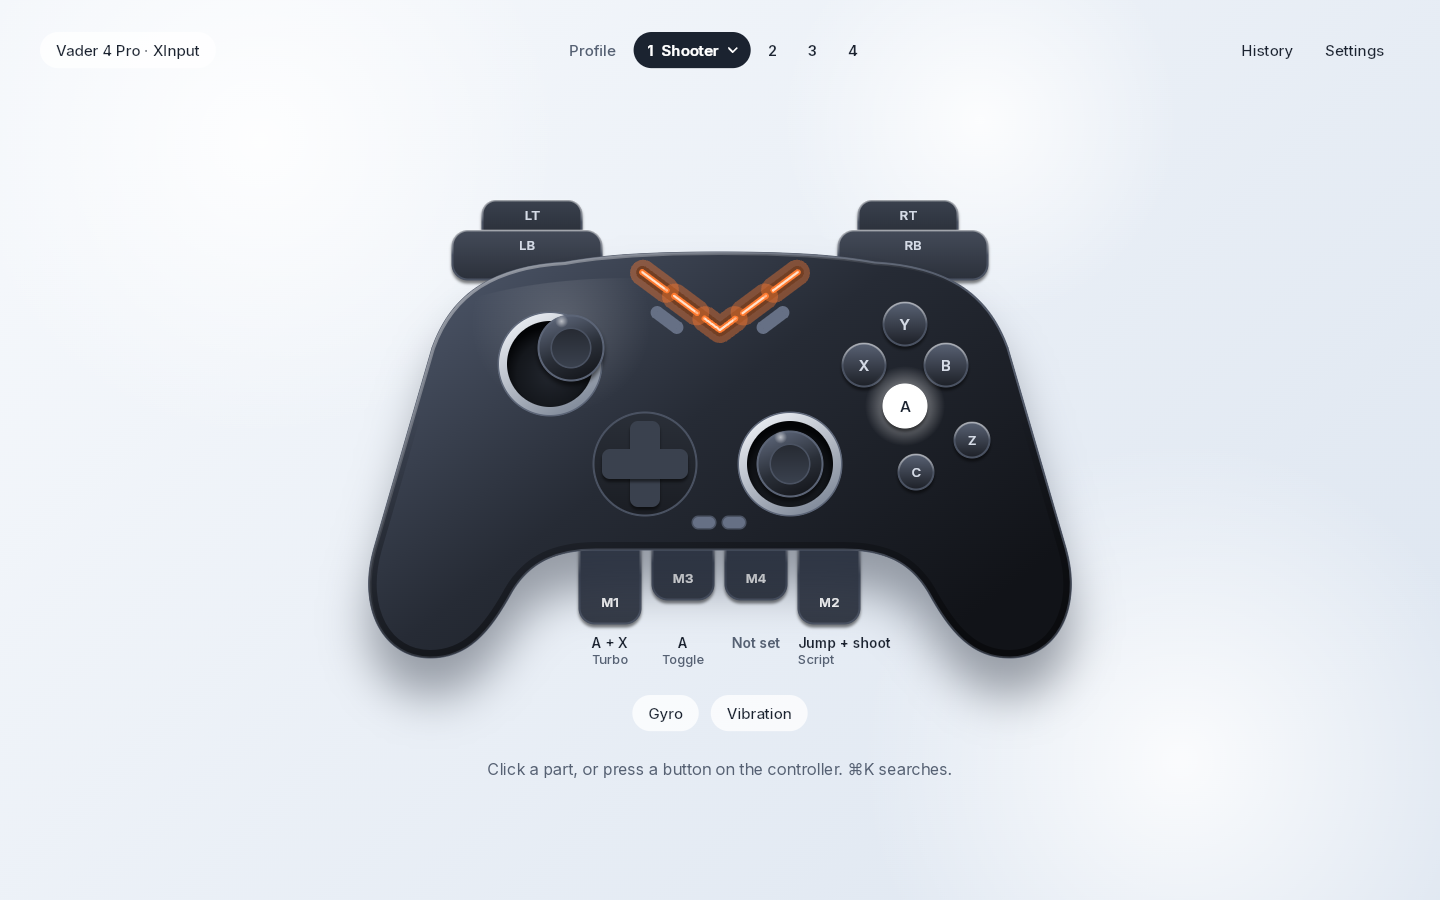 Vader 4 Pro · XInput
Profile
1 Shooter
2
3
4
History
Settings
LT
RT
LB
RB
Y
X
B
A
Z
C
M3
M4
M1
M2
A + X
Turbo
A
Toggle
Not set
Jump + shoot
Script
Gyro
Vibration
Click a part, or press a button on the controller. ⌘K searches.